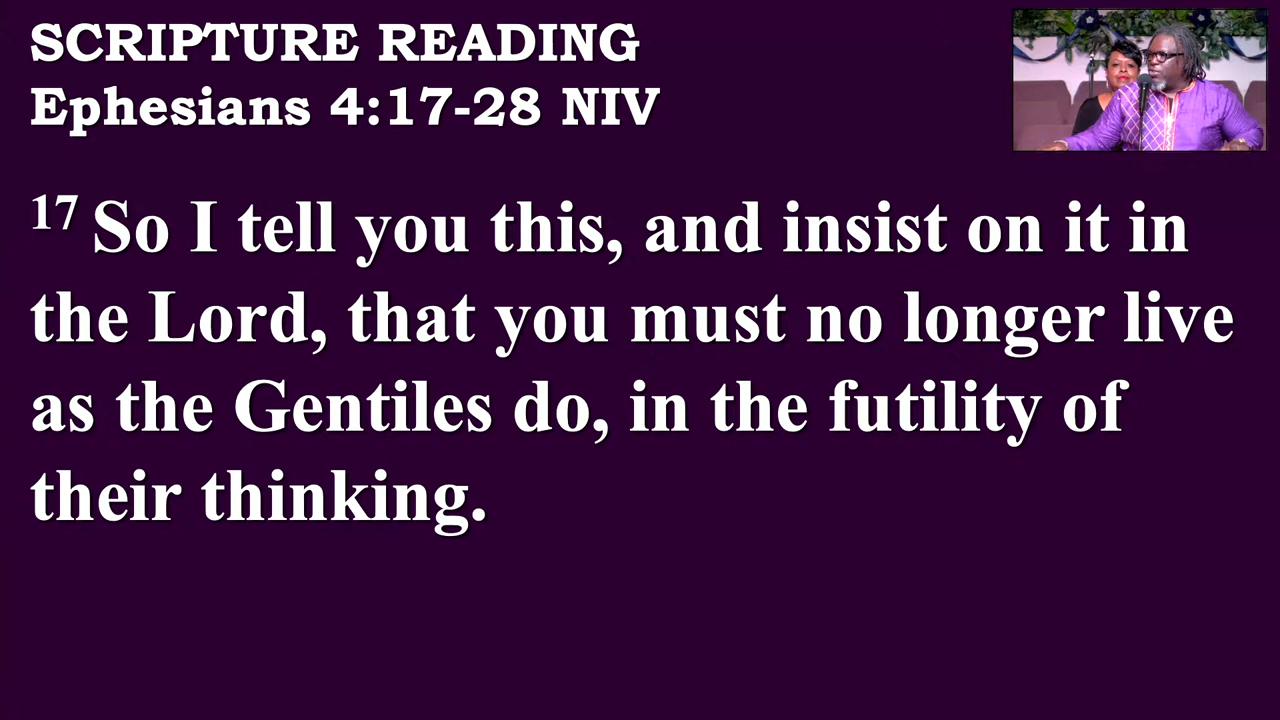 SCRIPTURE READING
Ephesians 4:17-28 NIV
17 So I tell you this, and insist on it in
the Lord, that you must no longer live
as the Gentiles do, in the futility of
their thinking.